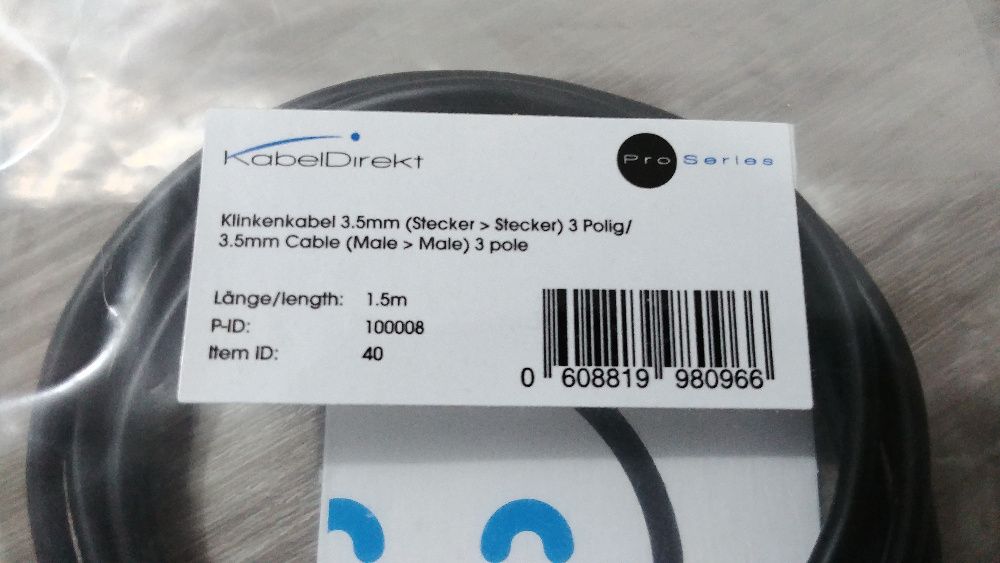 KabelDirekt
Pro Series
Klinkenkabel 3.5mm (Stecker > Stecker) 3 Polig/
3.5mm Cable (Male > Male) 3 pole
Länge/length: 1.5m
P-ID: 100008
Item ID: 40
0 608819 980966